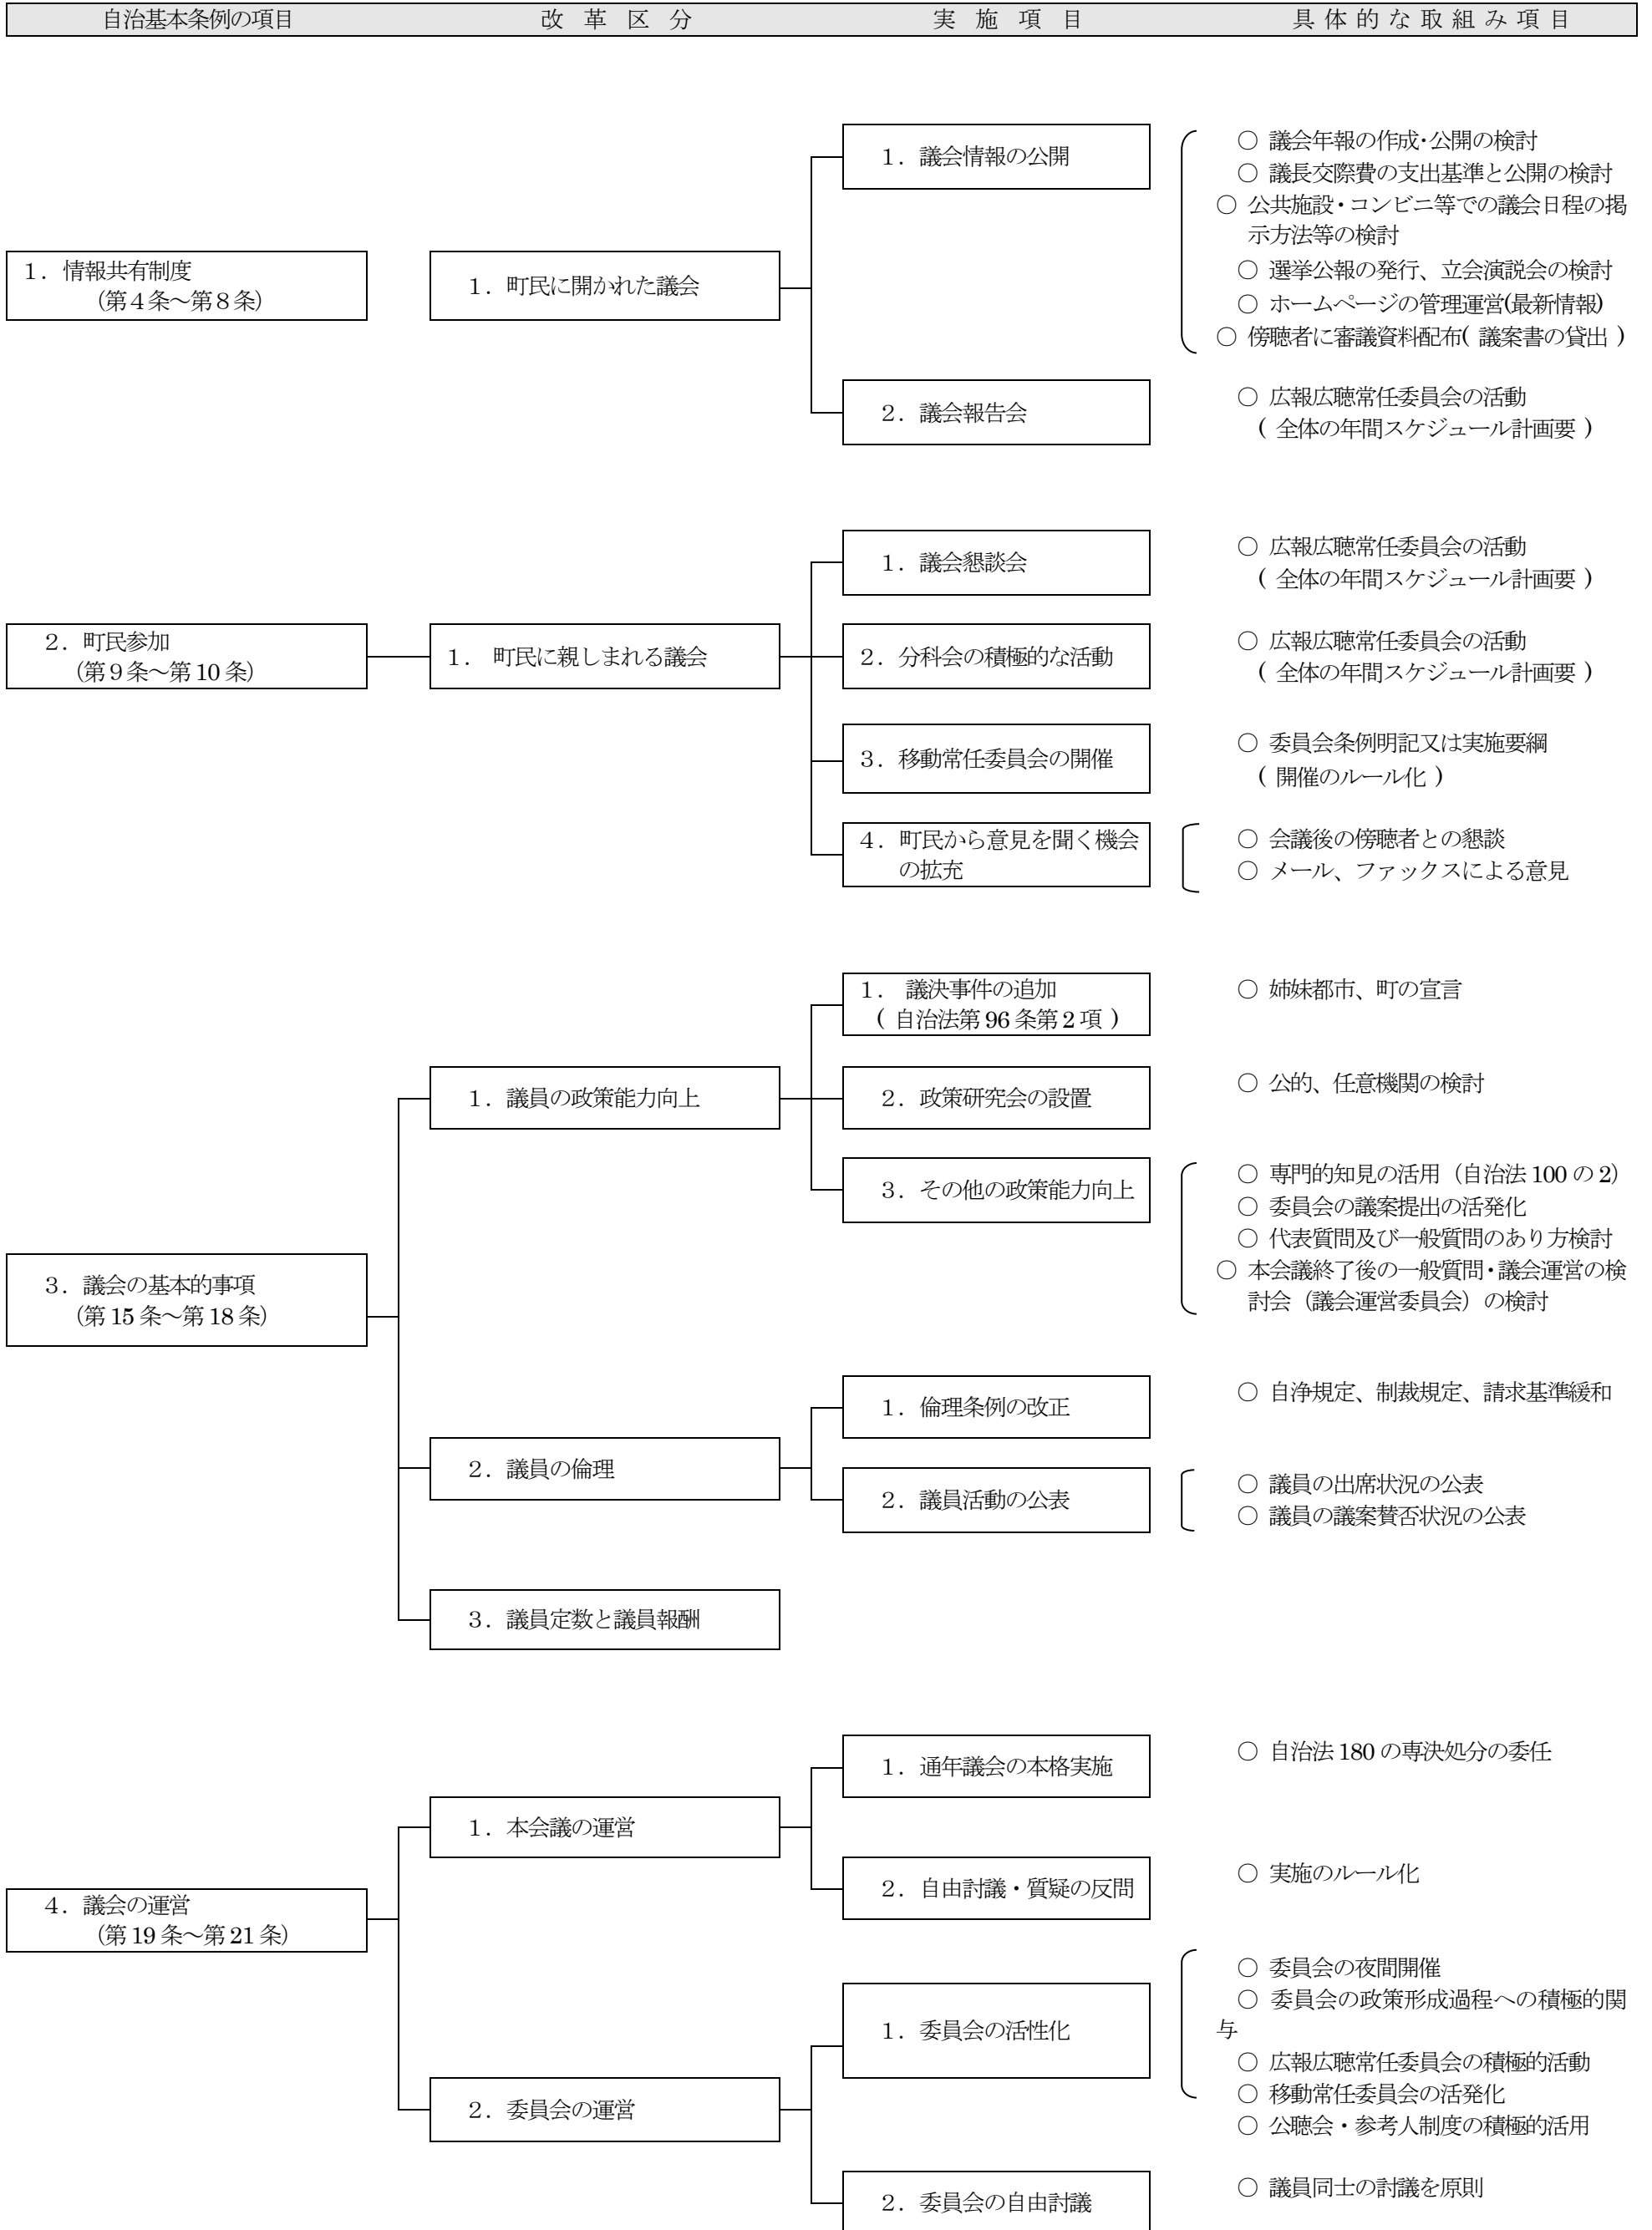 自治基本条例の項目 改革区分 実施項目 具体的な取組み項目
1．情報共有制度
（第４条～第８条）
1．町民に開かれた議会
1．議会情報の公開
○ 議会年報の作成・公開の検討
○ 議長交際費の支出基準と公開の検討
○ 公共施設・コンビニ等での議会日程の掲
示方法等の検討
○ 選挙公報の発行、立会演説会の検討
○ ホームページの管理運営(最新情報)
○ 傍聴者に審議資料配布( 議案書の貸出 )
2．議会報告会
○ 広報広聴常任委員会の活動
( 全体の年間スケジュール計画要 )
2．町民参加
（第９条～第 10 条）
1． 町民に親しまれる議会
1．議会懇談会
○ 広報広聴常任委員会の活動
( 全体の年間スケジュール計画要 )
2．分科会の積極的な活動
○ 広報広聴常任委員会の活動
( 全体の年間スケジュール計画要 )
3．移動常任委員会の開催
○ 委員会条例明記又は実施要綱
( 開催のルール化 )
4．町民から意見を聞く機会
の拡充
○ 会議後の傍聴者との懇談
○ メール、ファックスによる意見
3．議会の基本的事項
（第 15 条～第 18 条）
1．議員の政策能力向上
1． 議決事件の追加
( 自治法第 96 条第 2 項 )
○ 姉妹都市、町の宣言
2．政策研究会の設置
○ 公的、任意機関の検討
3．その他の政策能力向上
○ 専門的知見の活用（自治法 100 の 2）
○ 委員会の議案提出の活発化
○ 代表質問及び一般質問のあり方検討
○ 本会議終了後の一般質問・議会運営の検
討会（議会運営委員会）の検討
2．議員の倫理
1．倫理条例の改正
○ 自浄規定、制裁規定、請求基準緩和
2．議員活動の公表
○ 議員の出席状況の公表
○ 議員の議案賛否状況の公表
3．議員定数と議員報酬
4．議会の運営
（第 19 条～第 21 条）
1．本会議の運営
1．通年議会の本格実施
○ 自治法 180 の専決処分の委任
2．自由討議・質疑の反問
○ 実施のルール化
2．委員会の運営
1．委員会の活性化
○ 委員会の夜間開催
○ 委員会の政策形成過程への積極的関
与
○ 広報広聴常任委員会の積極的活動
○ 移動常任委員会の活発化
○ 公聴会・参考人制度の積極的活用
2．委員会の自由討議
○ 議員同士の討議を原則